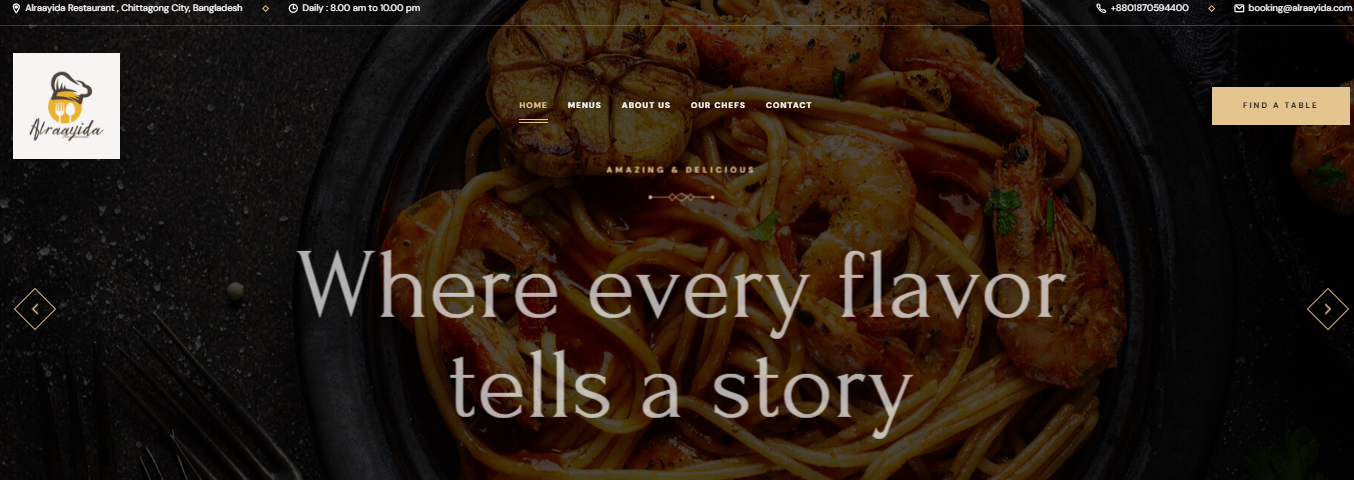 Alraayida Restaurant , Chittagong City, Bangladesh
Daily : 8.00 am to 10.00 pm
+8801870594400
booking@alraayida.com
Alraayida
HOME
MENUS
ABOUT US
OUR CHEFS
CONTACT
FIND A TABLE
AMAZING & DELICIOUS
Where every flavor
tells a story